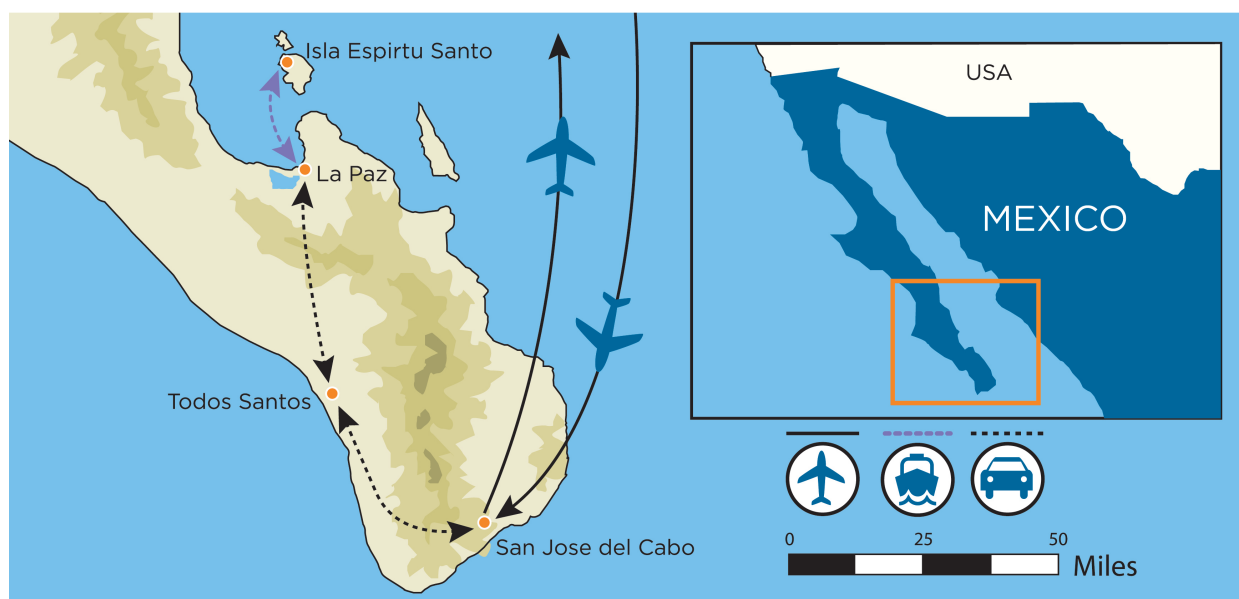 Isla Espirtu Santo
La Paz
Todos Santos
San Jose del Cabo
USA
MEXICO
0 25 50
Miles